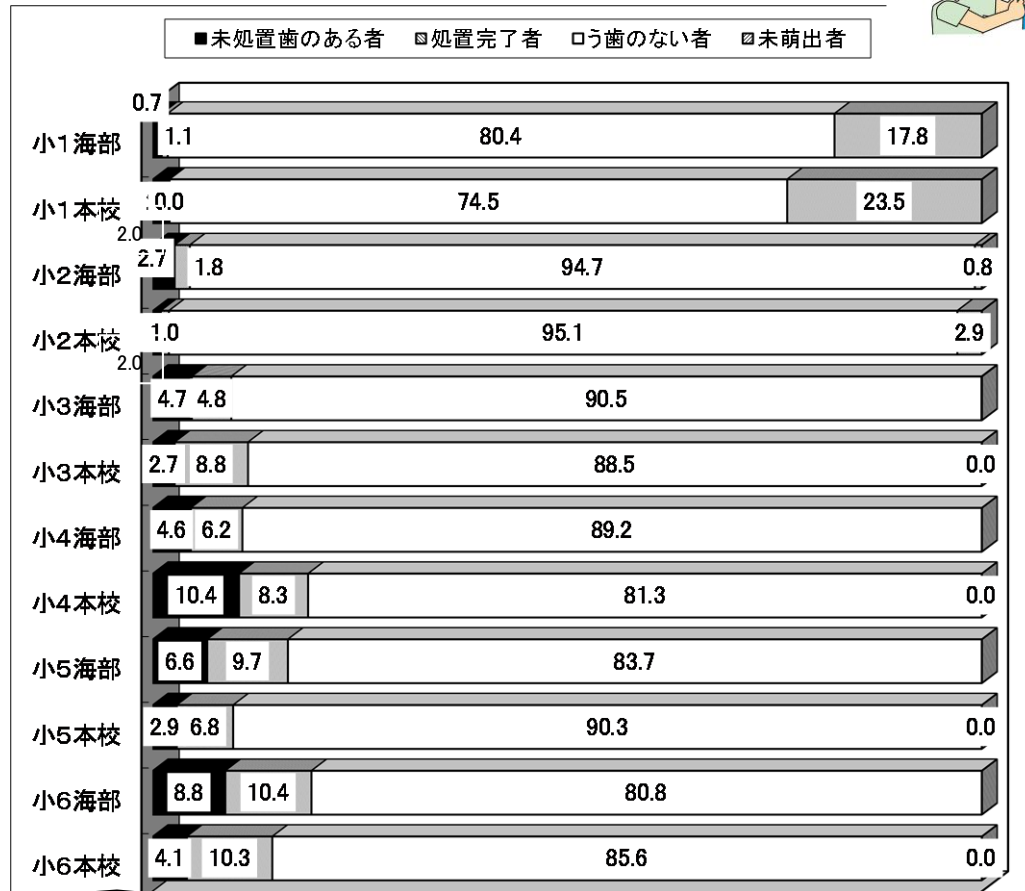 ■未処置歯のある者 ▧処置完了者 □う歯のない者 ▨未萌出者
0.7
小1海部 1.1 80.4 17.8
小1本校 0.0 74.5 23.5
2.0
小2海部 2.7 1.8 94.7 0.8
小2本校 1.0 95.1 2.9
2.0
小3海部 4.7 4.8 90.5
小3本校 2.7 8.8 88.5 0.0
小4海部 4.6 6.2 89.2
小4本校 10.4 8.3 81.3 0.0
小5海部 6.6 9.7 83.7
小5本校 2.9 6.8 90.3 0.0
小6海部 8.8 10.4 80.8
小6本校 4.1 10.3 85.6 0.0